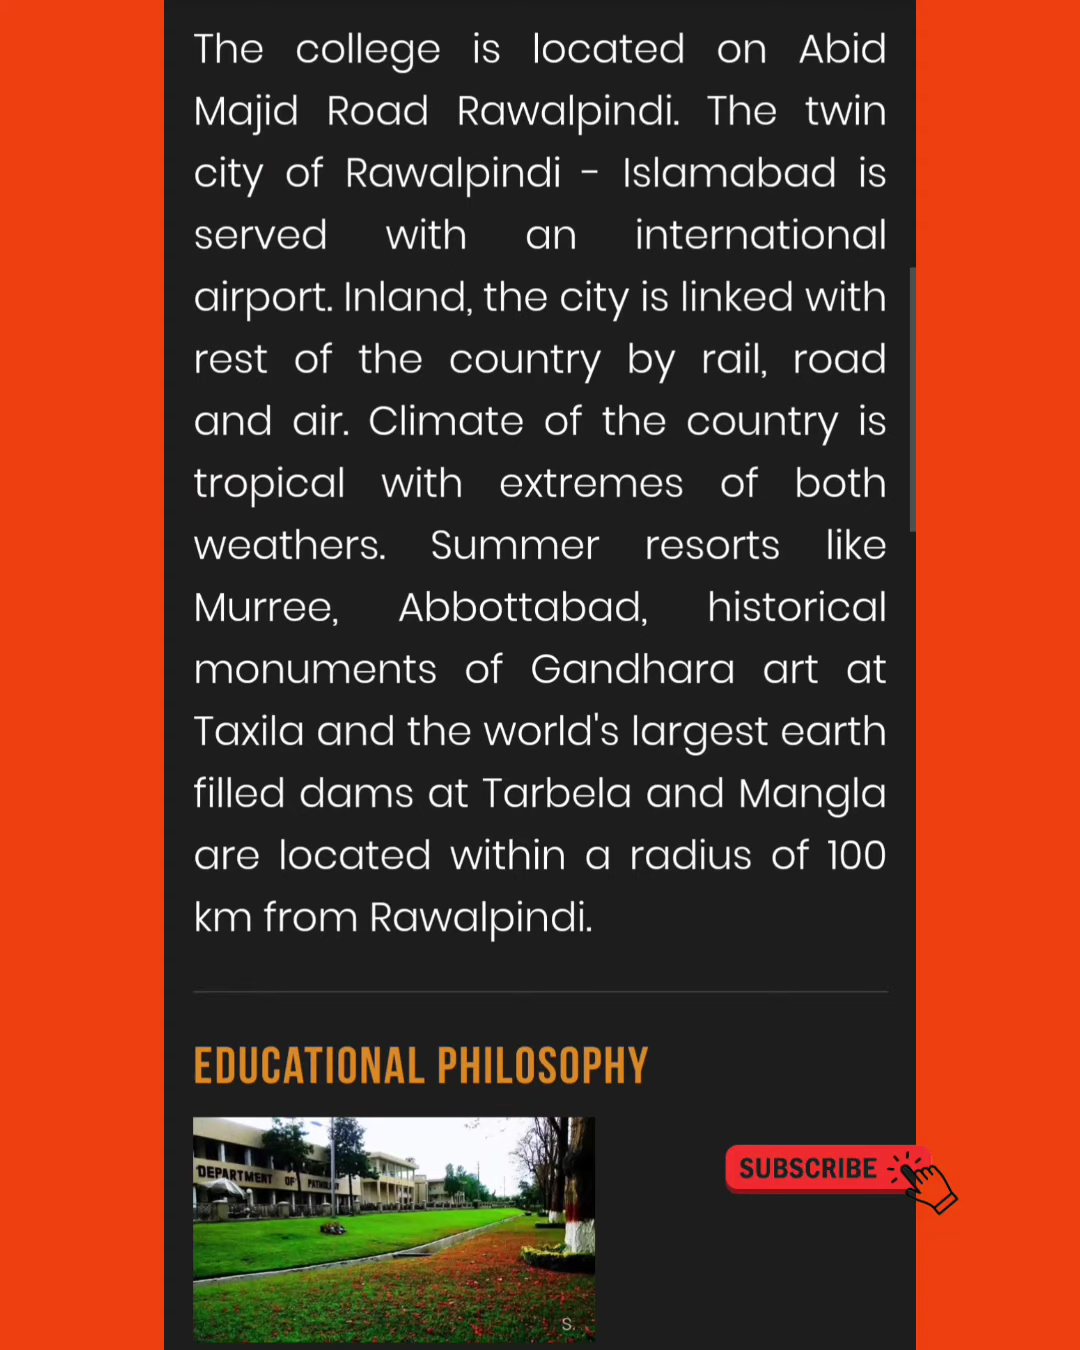 The college is located on Abid
Majid Road Rawalpindi. The twin
city of Rawalpindi - Islamabad is
served with an international
airport. Inland, the city is linked with
rest of the country by rail, road
and air. Climate of the country is
tropical with extremes of both
weathers. Summer resorts like
Murree, Abbottabad, historical
monuments of Gandhara art at
Taxila and the world's largest earth
filled dams at Tarbela and Mangla
are located within a radius of 100
km from Rawalpindi.
EDUCATIONAL PHILOSOPHY
DEPARTMENT OF PATHOLOGY
SUBSCRIBE
S.